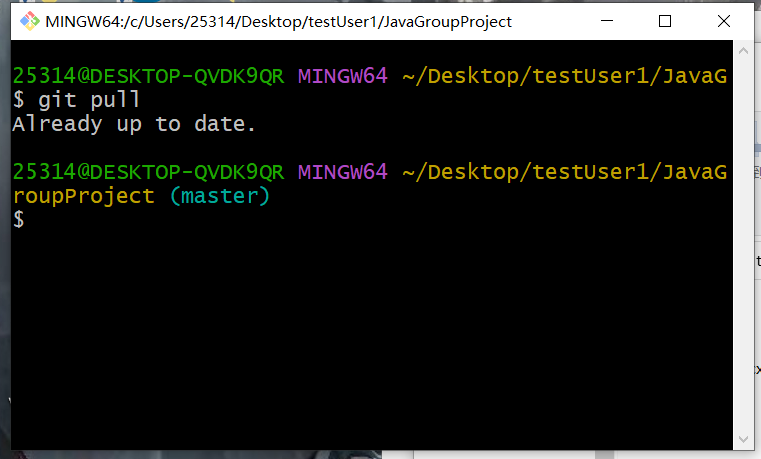 MINGW64:/c/Users/25314/Desktop/testUser1/JavaGroupProject
25314@DESKTOP-QVDK9QR MINGW64 ~/Desktop/testUser1/JavaG
$ git pull
Already up to date.
25314@DESKTOP-QVDK9QR MINGW64 ~/Desktop/testUser1/JavaG
roupProject (master)
$